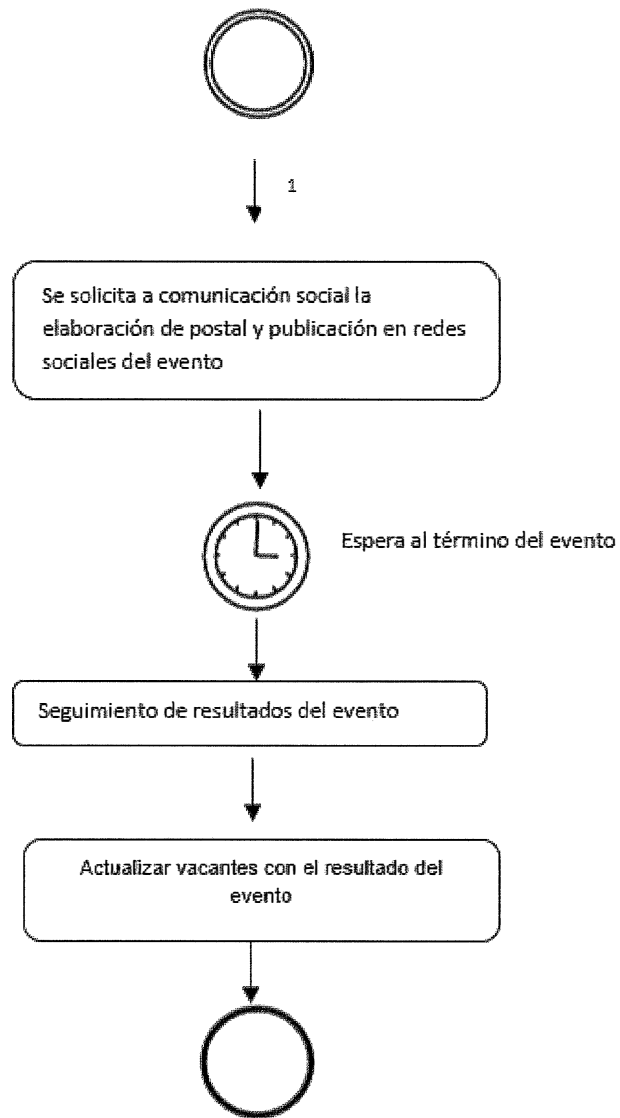 1
Se solicita a comunicación social la
elaboración de postal y publicación en redes
sociales del evento
Espera al término del evento
Seguimiento de resultados del evento
Actualizar vacantes con el resultado del
evento